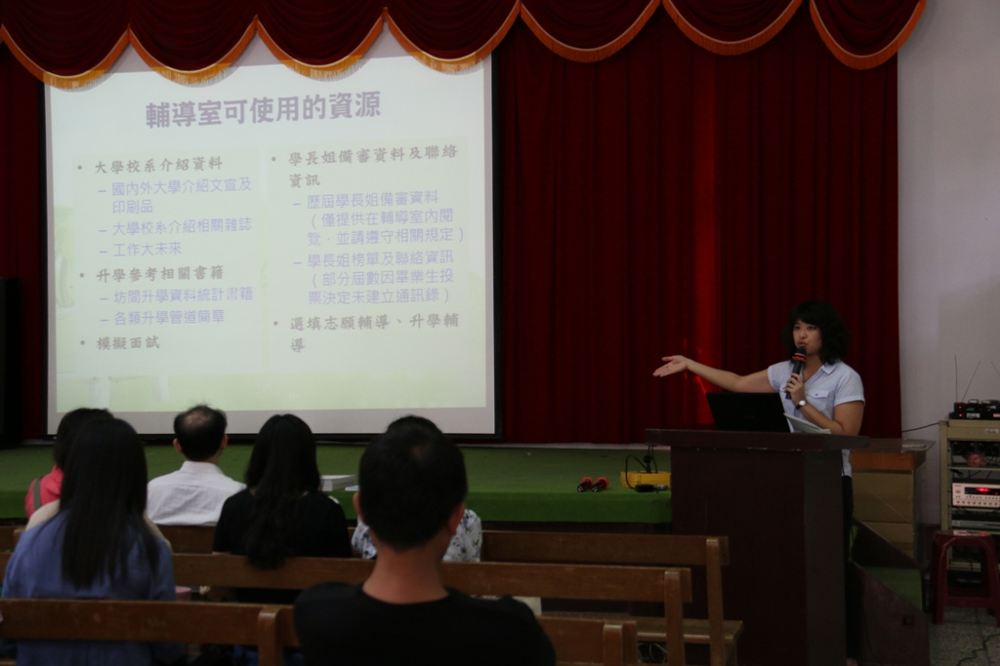 輔導室可使用的資源
• 大學校系介紹資料
– 國內外大學介紹文宣及
印刷品
– 大學校系介紹相關雜誌
– 工作大未來
• 升學參考相關書籍
– 坊間升學資料統計書籍
– 各類升學管道簡章
• 模擬面試
• 學長姐備審資料及聯絡
資訊
– 歷屆學長姐備審資料
（僅提供在輔導室內閱
覽，並請遵守相關規定）
– 學長姐榜單及聯絡資訊
（部分屆數因畢業生投
票決定未建立通訊錄）
• 選填志願輔導、升學輔
導